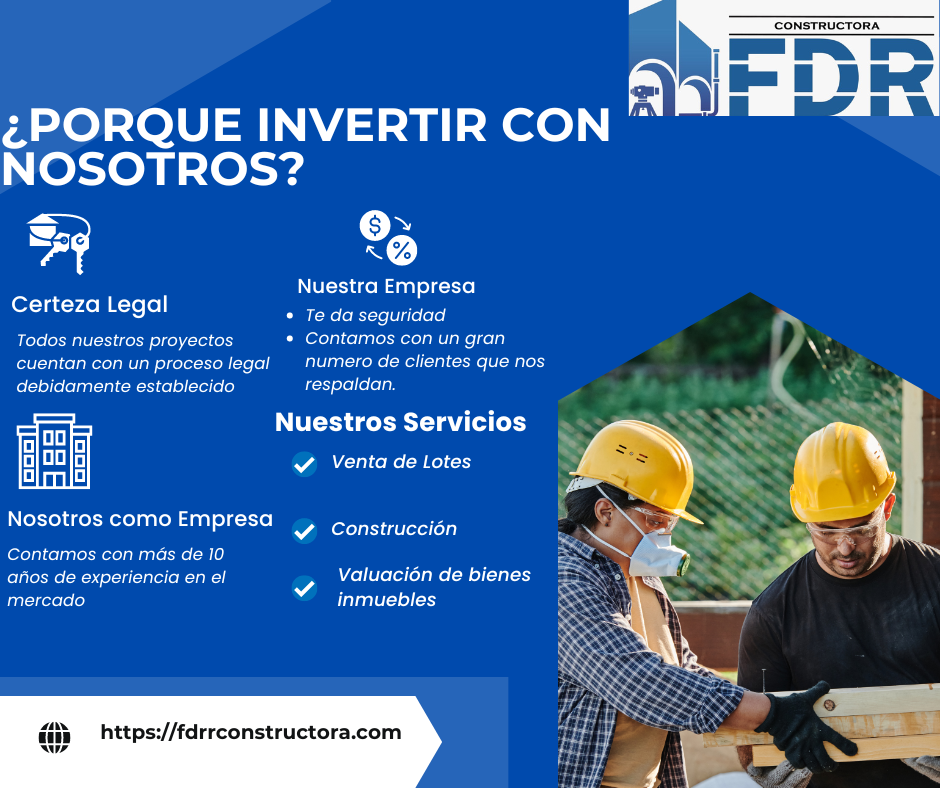 CONSTRUCTORA
FDR
¿PORQUE INVERTIR CON
NOSOTROS?
$
%
Certeza Legal
Todos nuestros proyectos
cuentan con un proceso legal
debidamente establecido
Nuestra Empresa
Te da seguridad
Contamos con un gran
numero de clientes que nos
respaldan.
Nosotros como Empresa
Contamos con más de 10
años de experiencia en el
mercado
Nuestros Servicios
Venta de Lotes
Construcción
Valuación de bienes
inmuebles
https://fdrrconstructora.com